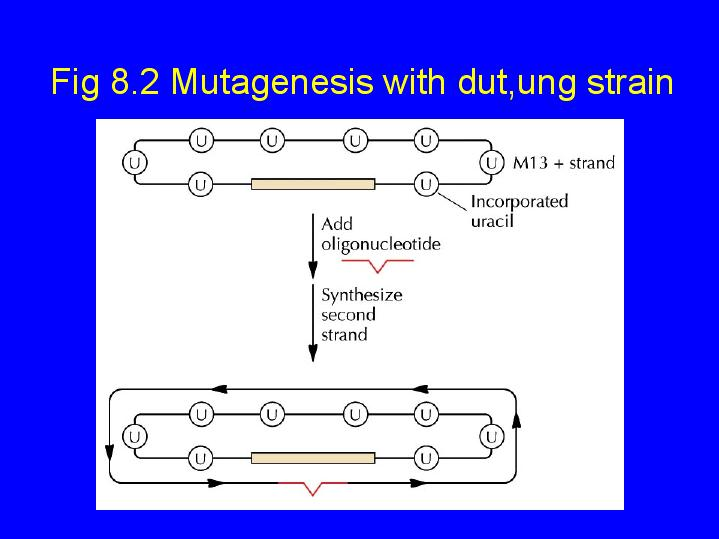 Fig 8.2 Mutagenesis with dut,ung strain
U U U U
U U M13 + strand
U U
Incorporated
uracil
Add
oligonucleotide
Synthesize
second
strand
U U U U
U U
U U